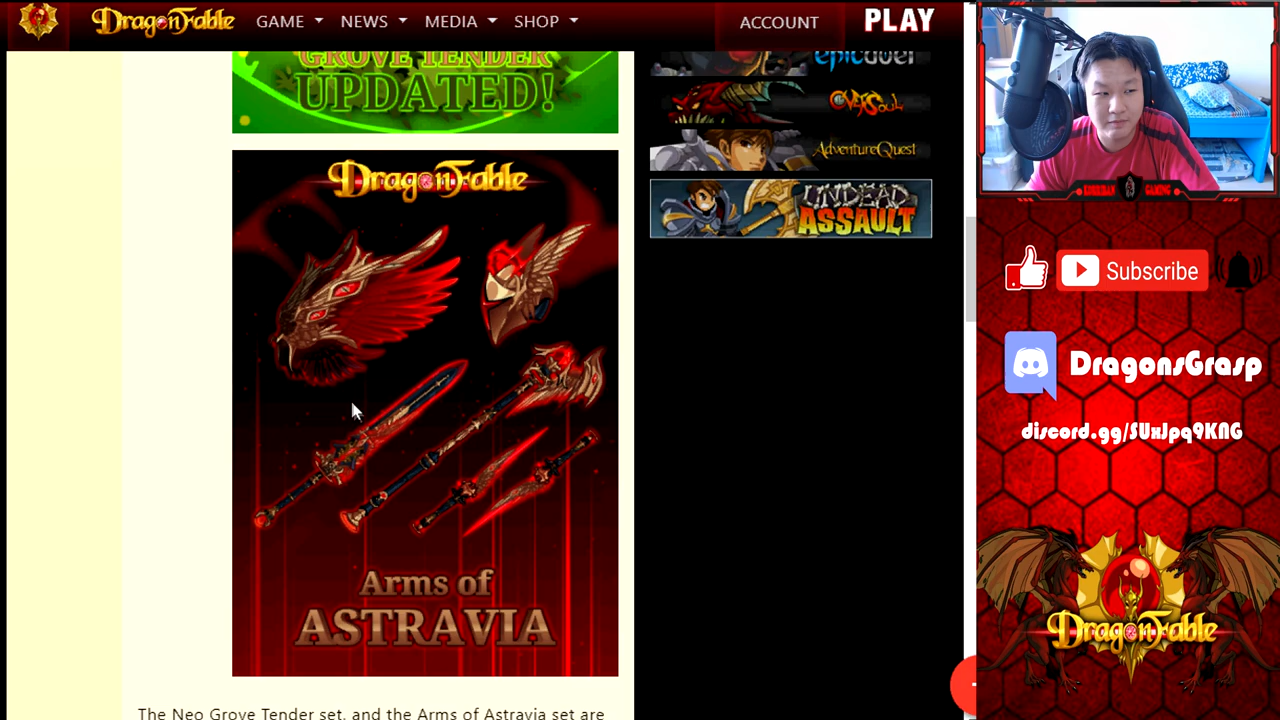 DragonFable GAME NEWS MEDIA SHOP ACCOUNT PLAY
GROVE TENDER
UPDATED!
epicduel
OverSoul
AdventureQuest
UNDEAD
ASSAULT
DragonFable
Arms of
ASTRAVIA
The Neo Grove Tender set, and the Arms of Astravia set are
GAMING
Subscribe
DragonsGrasp
discord.gg/SUxJpq9KNG
DragonFable